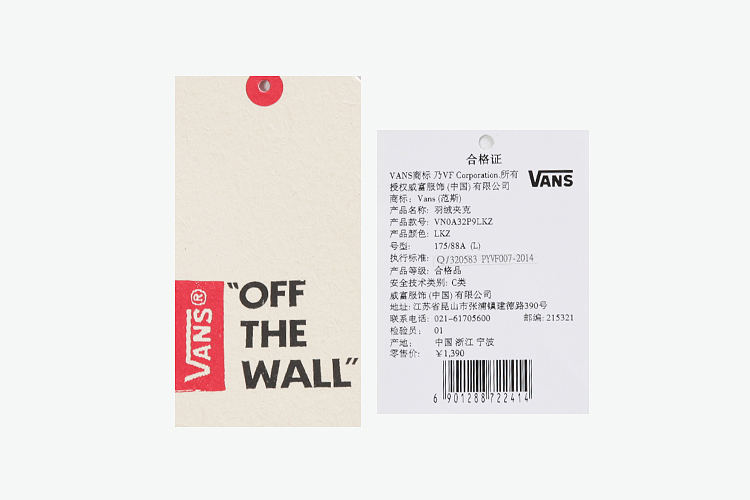 VANS®
“OFF
THE
WALL”
合格证
VANS商标 乃VF Corporation.所有
授权威富服饰(中国)有限公司
VANS
商标: Vans (范斯)
产品名称: 羽绒夹克
产品款号: VN0A32P9LKZ
产品颜色: LKZ
号型: 175/88A (L)
执行标准: Q/320583 PYVF007-2014
产品等级: 合格品
安全技术类别: C类
威富服饰(中国)有限公司
地址: 江苏省昆山市张浦镇建德路390号
联系电话: 021-61705600 邮编: 215321
检验员: 01
产地: 中国 浙江 宁波
零售价: ￥1,390
6 901288 722414